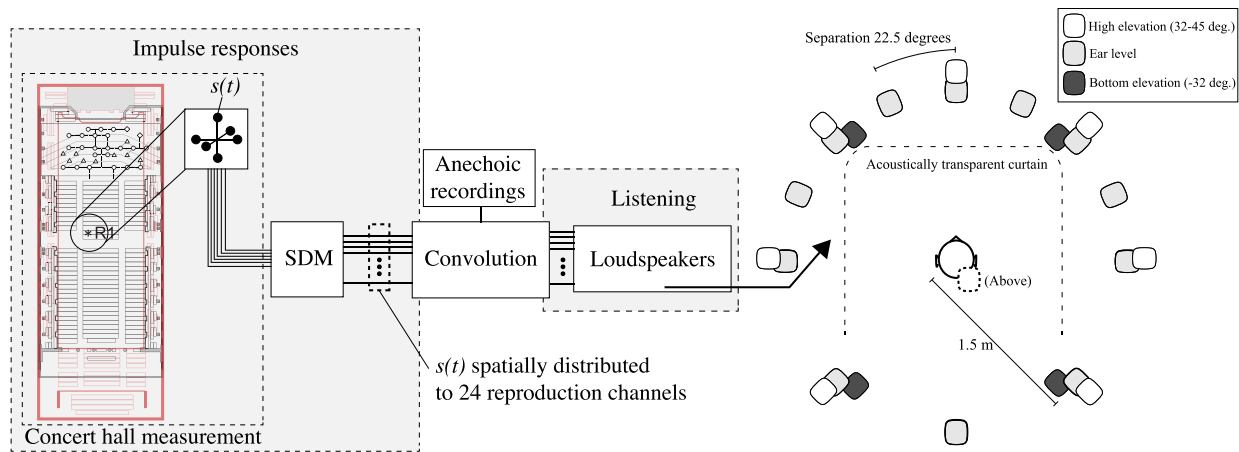 Impulse responses
s(t)
*R1
Concert hall measurement
SDM
Anechoic
recordings
Convolution
Listening
Loudspeakers
s(t) spatially distributed
to 24 reproduction channels
Separation 22.5 degrees
High elevation (32-45 deg.)
Ear level
Bottom elevation (-32 deg.)
Acoustically transparent curtain
(Above)
1.5 m